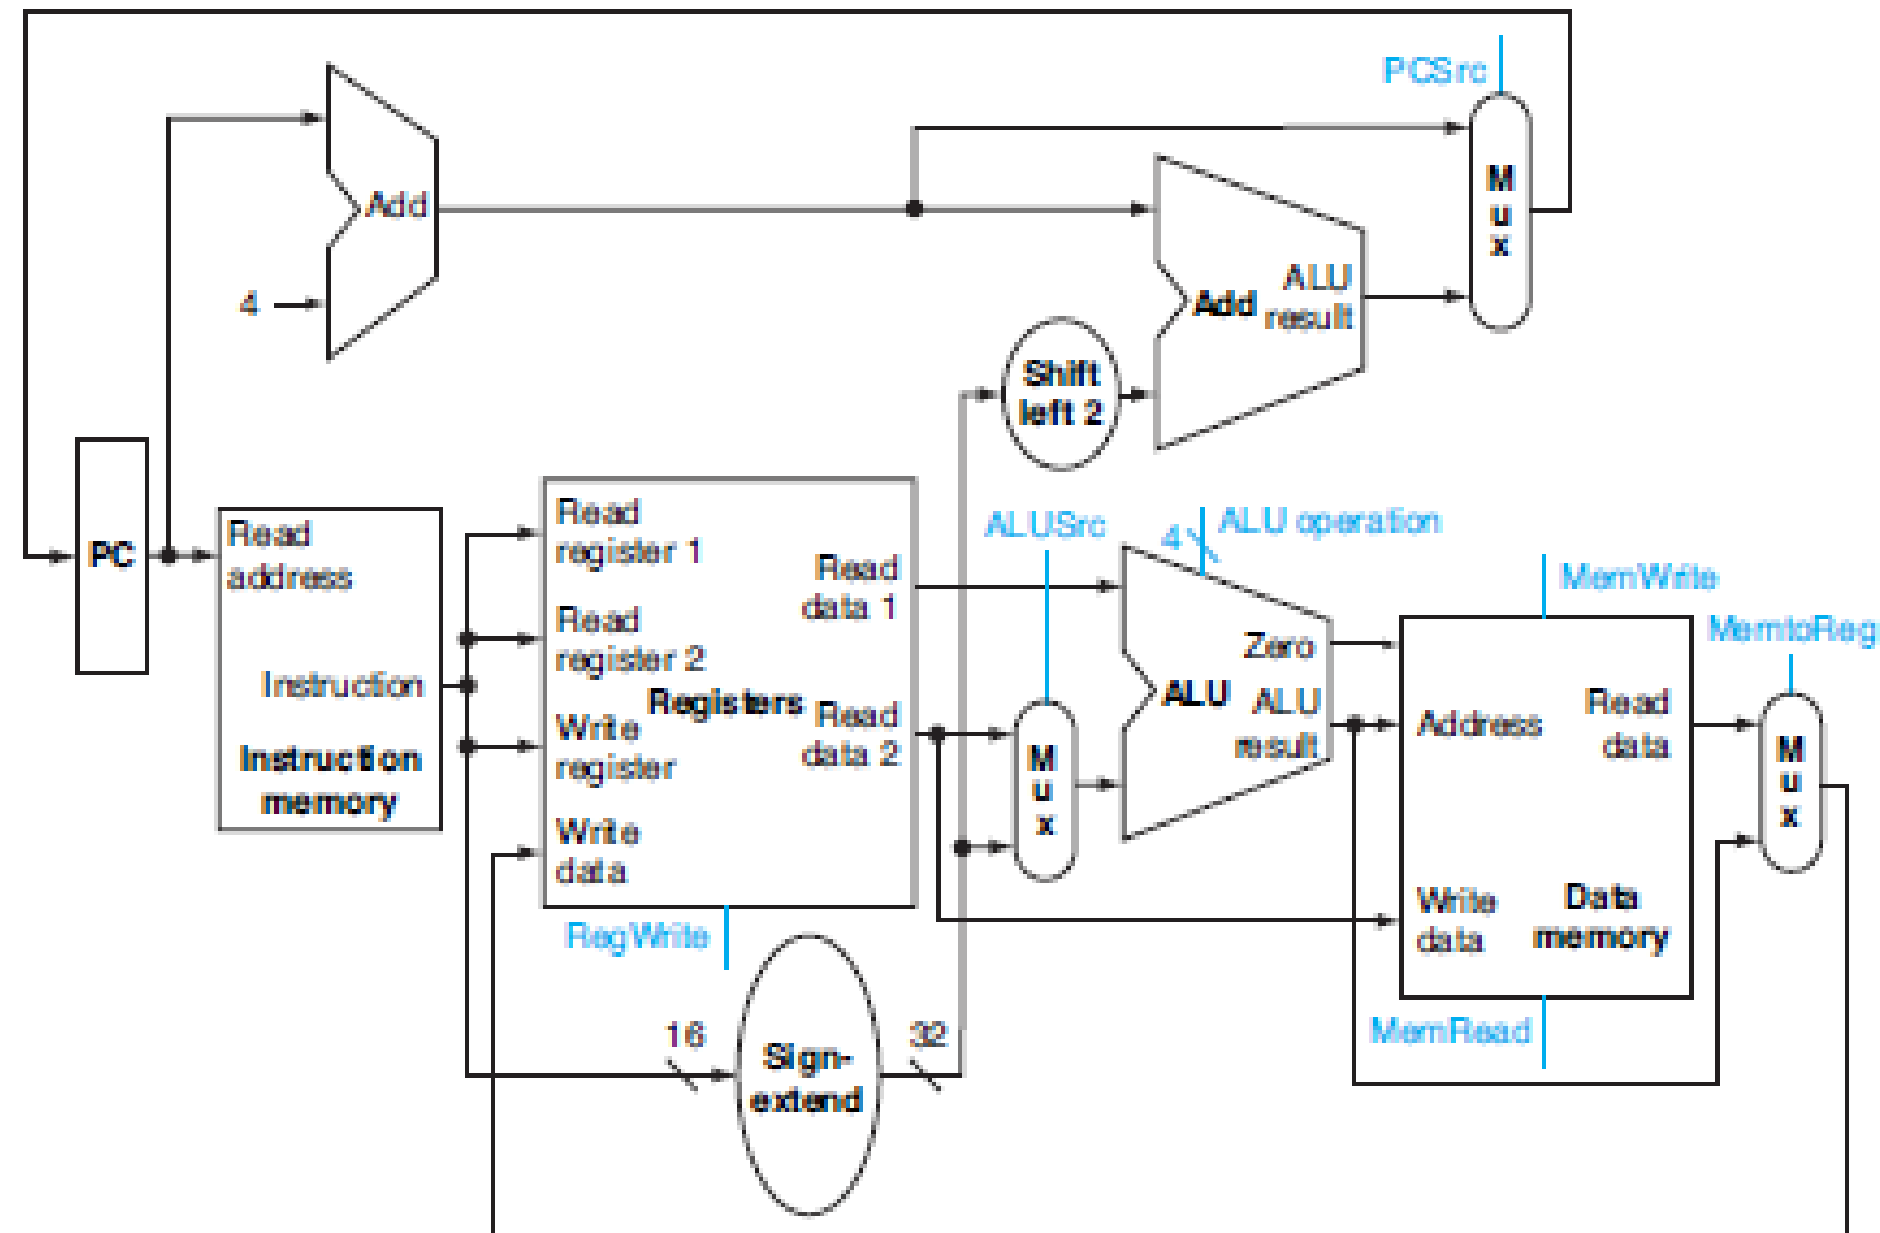 PCSrc
M
u
x
Add
4
Add
ALU
result
Shift
left 2
PC
Read
address
Instruction
Instruction
memory
Read
register 1
Read
register 2
Write
register
Write
data
Registers
Read
data 1
Read
data 2
RegWrite
16
Sign-
extend
32
ALUSrc
M
u
x
4
ALU operation
Zero
ALU
ALU
result
MemWrite
Address
Read
data
Write
data
Data
memory
MemRead
MemtoReg
M
u
x